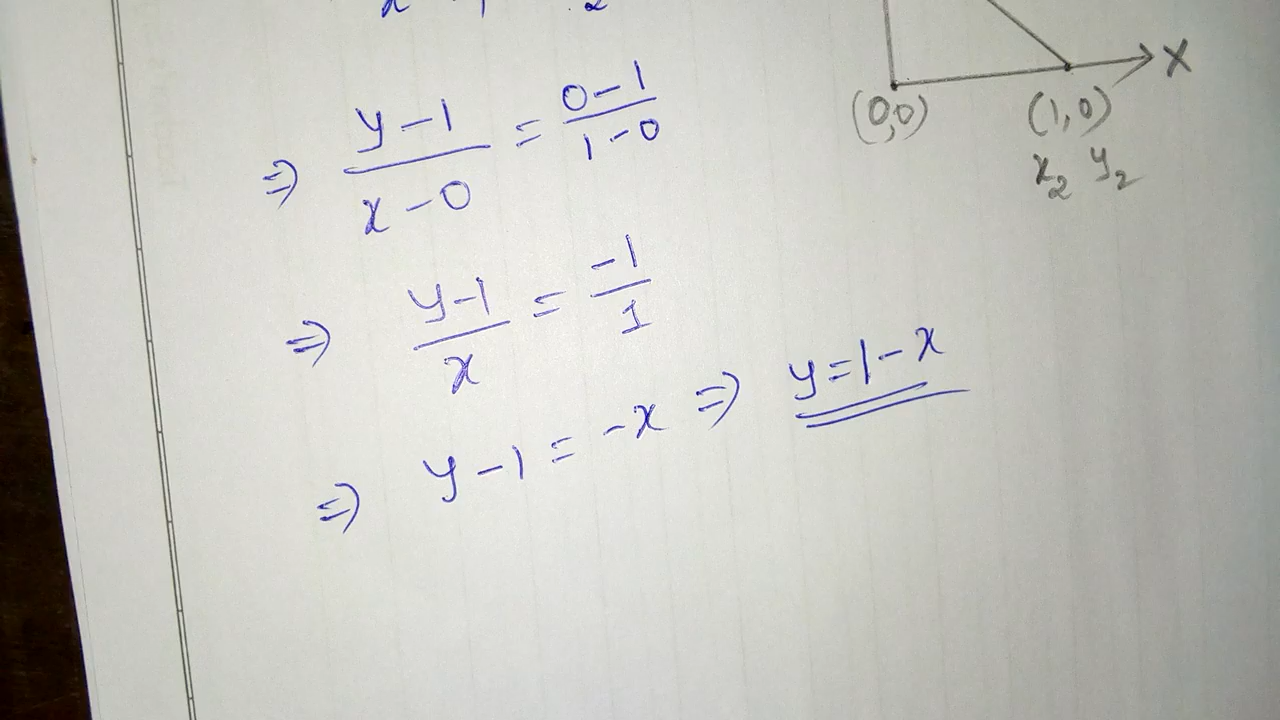 ⇒ y-1/x-0 = 0-1/1-0
X
(0,0) (1,0)
x₂ y₂
⇒ y-1/x = -1/1
⇒ y-1 = -x ⇒ y=1-x